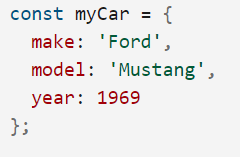 const myCar = {
  make: 'Ford',
  model: 'Mustang',
  year: 1969
};